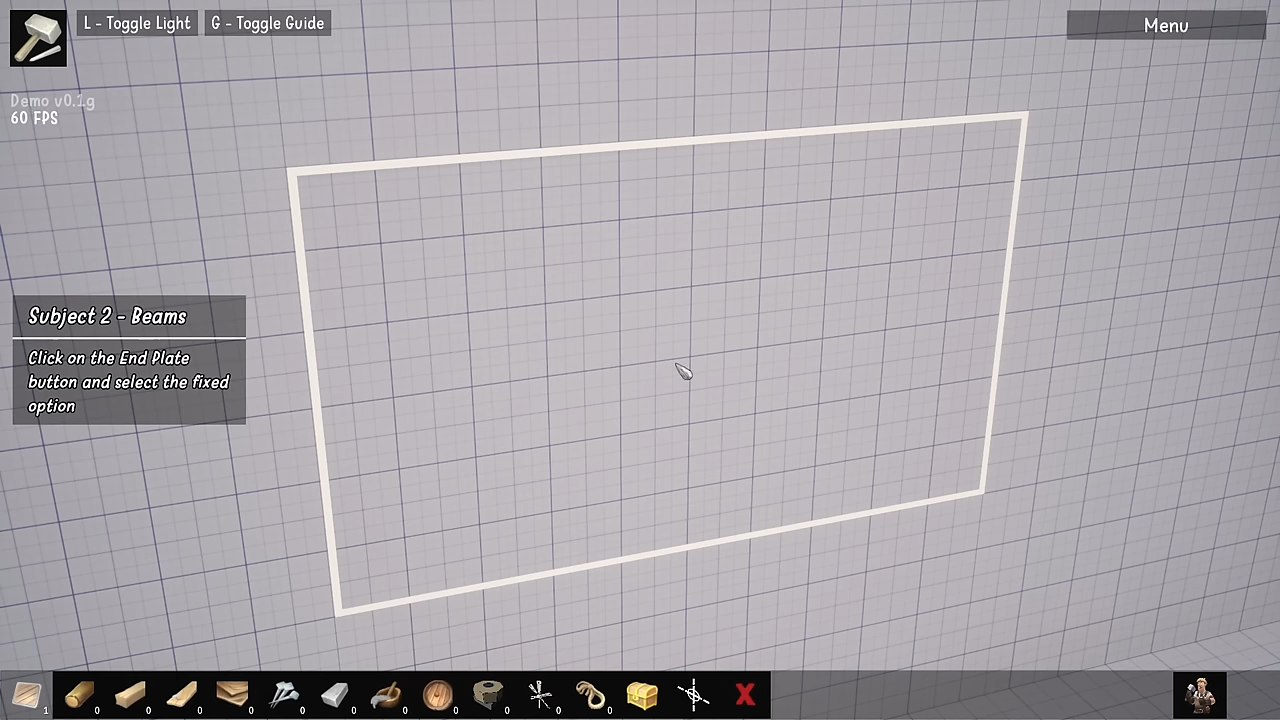 L - Toggle Light
G - Toggle Guide
Menu
Demo v0.1g
60 FPS
Subject 2 - Beams
Click on the End Plate
button and select the fixed
option
1 0 0 0 0 0 0 0 0 0 0 0